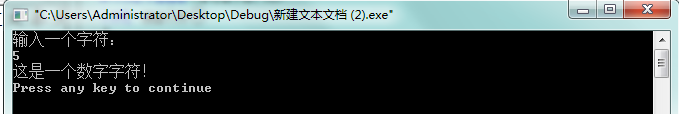 "C:\Users\Administrator\Desktop\Debug\新建文本文档 (2).exe"
输入一个字符：
5
这是一个数字字符！
Press any key to continue